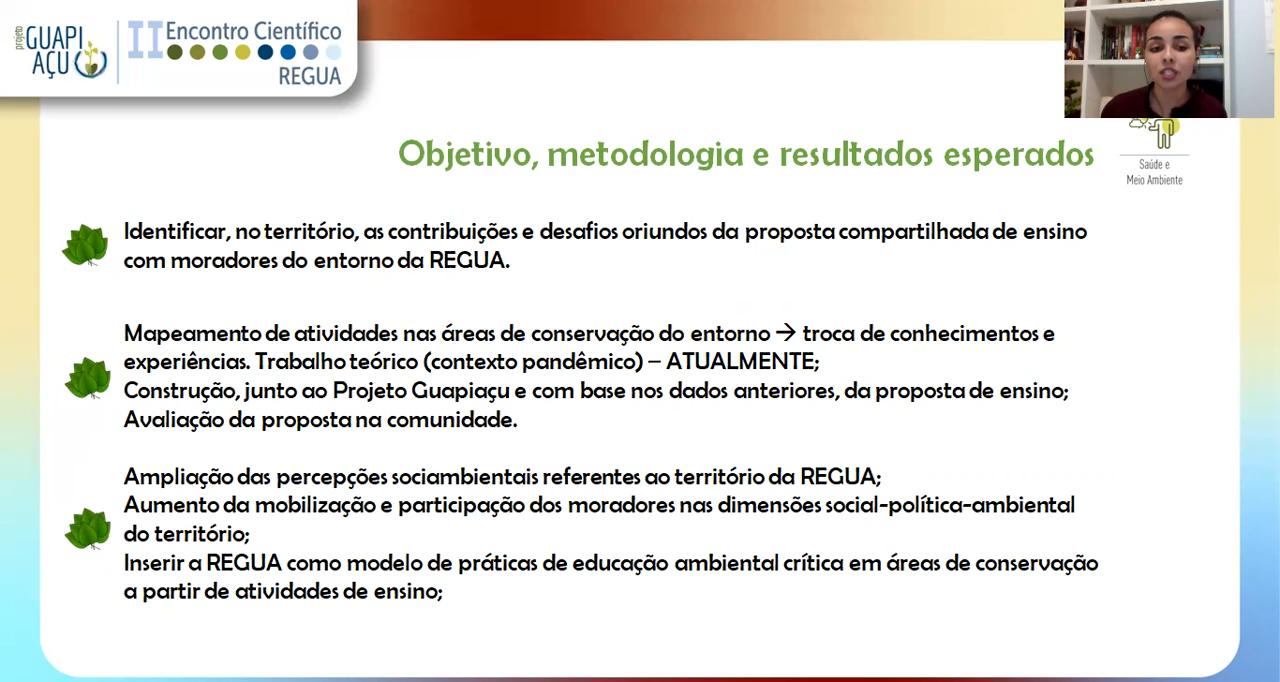 projeto
GUAPI
AÇU
II Encontro Científico
REGUA
Objetivo, metodologia e resultados esperados
Saúde e
Meio Ambiente
Identificar, no território, as contribuições e desafios oriundos da proposta compartilhada de ensino
com moradores do entorno da REGUA.
Mapeamento de atividades nas áreas de conservação do entorno → troca de conhecimentos e
experiências. Trabalho teórico (contexto pandêmico) – ATUALMENTE;
Construção, junto ao Projeto Guapiaçu e com base nos dados anteriores, da proposta de ensino;
Avaliação da proposta na comunidade.
Ampliação das percepções sociambientais referentes ao território da REGUA;
Aumento da mobilização e participação dos moradores nas dimensões social-política-ambiental
do território;
Inserir a REGUA como modelo de práticas de educação ambiental crítica em áreas de conservação
a partir de atividades de ensino;